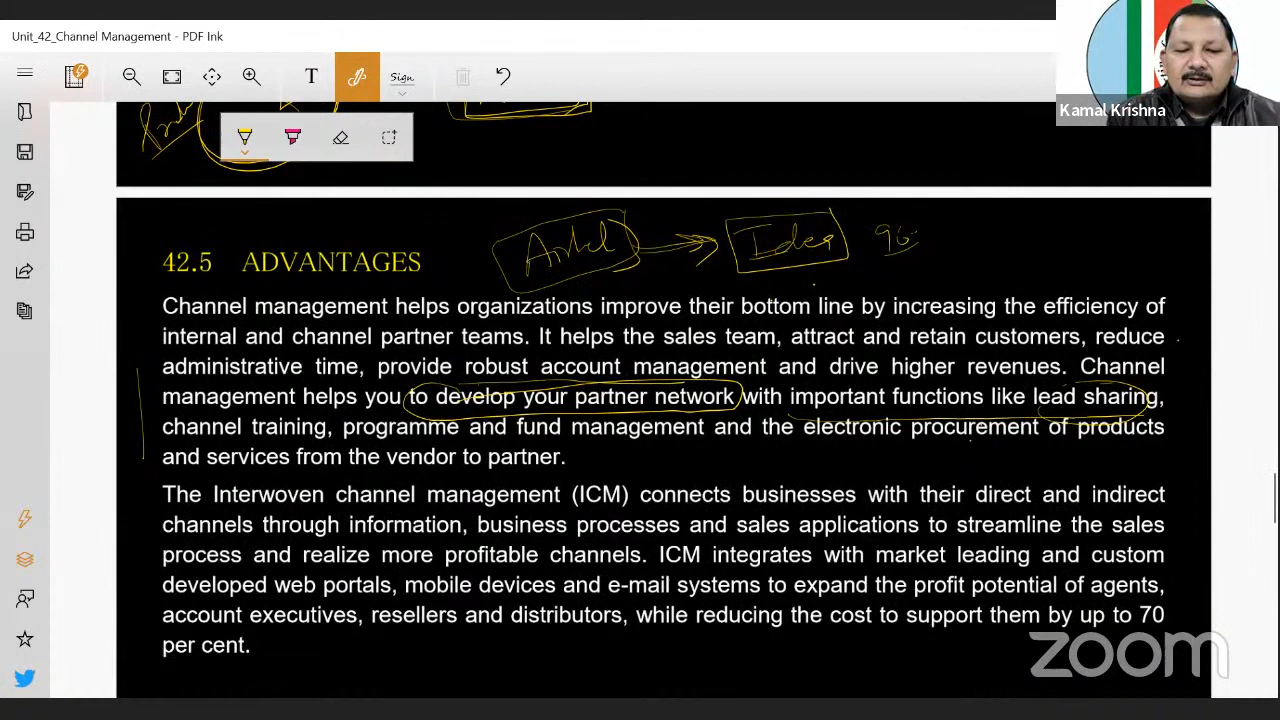 Unit_42_Channel Management - PDF Ink
T
Sign
Kamal Krishna
Airtel
Idea
42.5 ADVANTAGES
Channel management helps organizations improve their bottom line by increasing the efficiency of
internal and channel partner teams. It helps the sales team, attract and retain customers, reduce
administrative time, provide robust account management and drive higher revenues. Channel
management helps you to develop your partner network with important functions like lead sharing,
channel training, programme and fund management and the electronic procurement of products
and services from the vendor to partner.
The Interwoven channel management (ICM) connects businesses with their direct and indirect
channels through information, business processes and sales applications to streamline the sales
process and realize more profitable channels. ICM integrates with market leading and custom
developed web portals, mobile devices and e-mail systems to expand the profit potential of agents,
account executives, resellers and distributors, while reducing the cost to support them by up to 70
per cent.
zoom